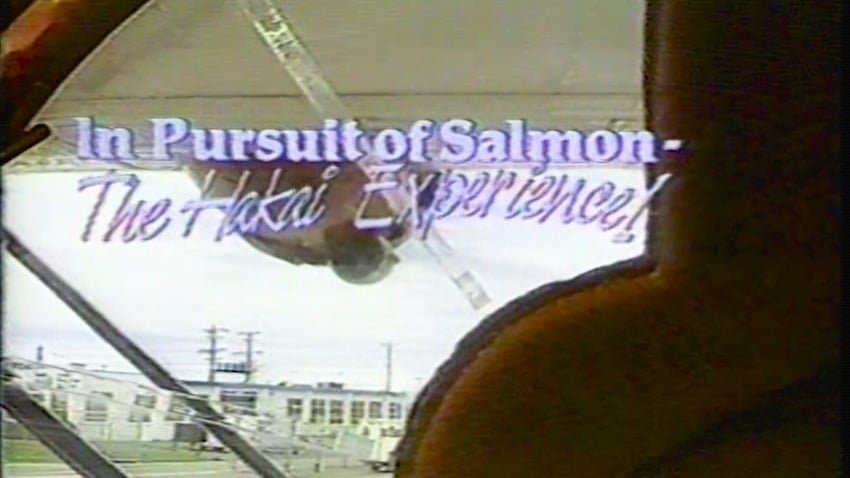 In Pursuit of Salmon-
The Hakai Experience!